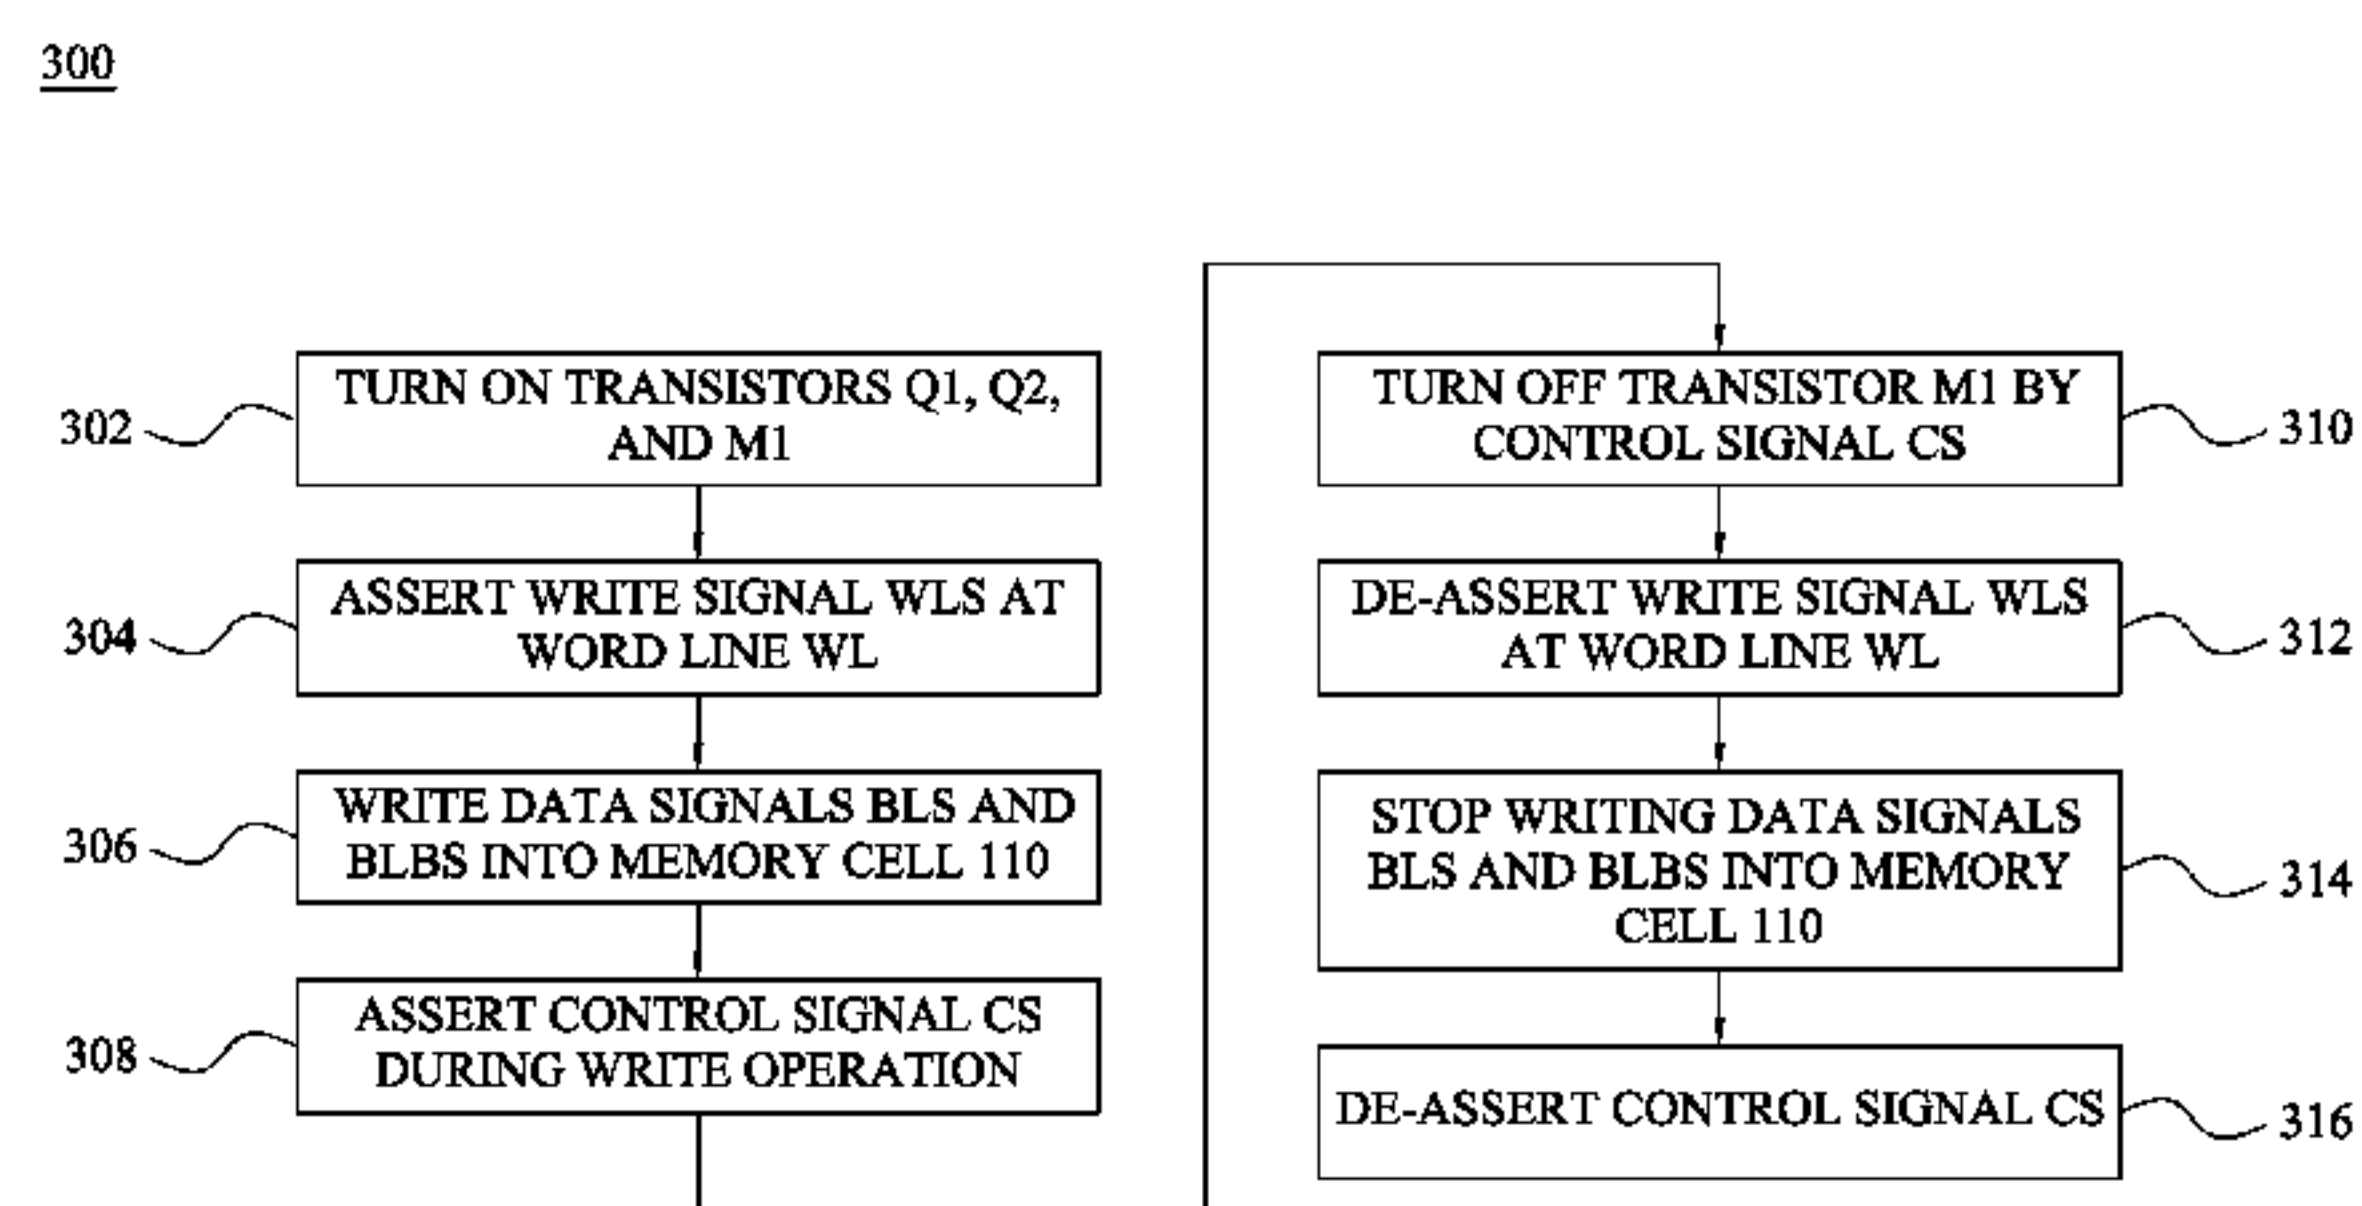 300
302
TURN ON TRANSISTORS Q1, Q2,
AND M1
304
ASSERT WRITE SIGNAL WLS AT
WORD LINE WL
306
WRITE DATA SIGNALS BLS AND
BLBS INTO MEMORY CELL 110
308
ASSERT CONTROL SIGNAL CS
DURING WRITE OPERATION
TURN OFF TRANSISTOR M1 BY
CONTROL SIGNAL CS
310
DE-ASSERT WRITE SIGNAL WLS
AT WORD LINE WL
312
STOP WRITING DATA SIGNALS
BLS AND BLBS INTO MEMORY
CELL 110
314
DE-ASSERT CONTROL SIGNAL CS
316